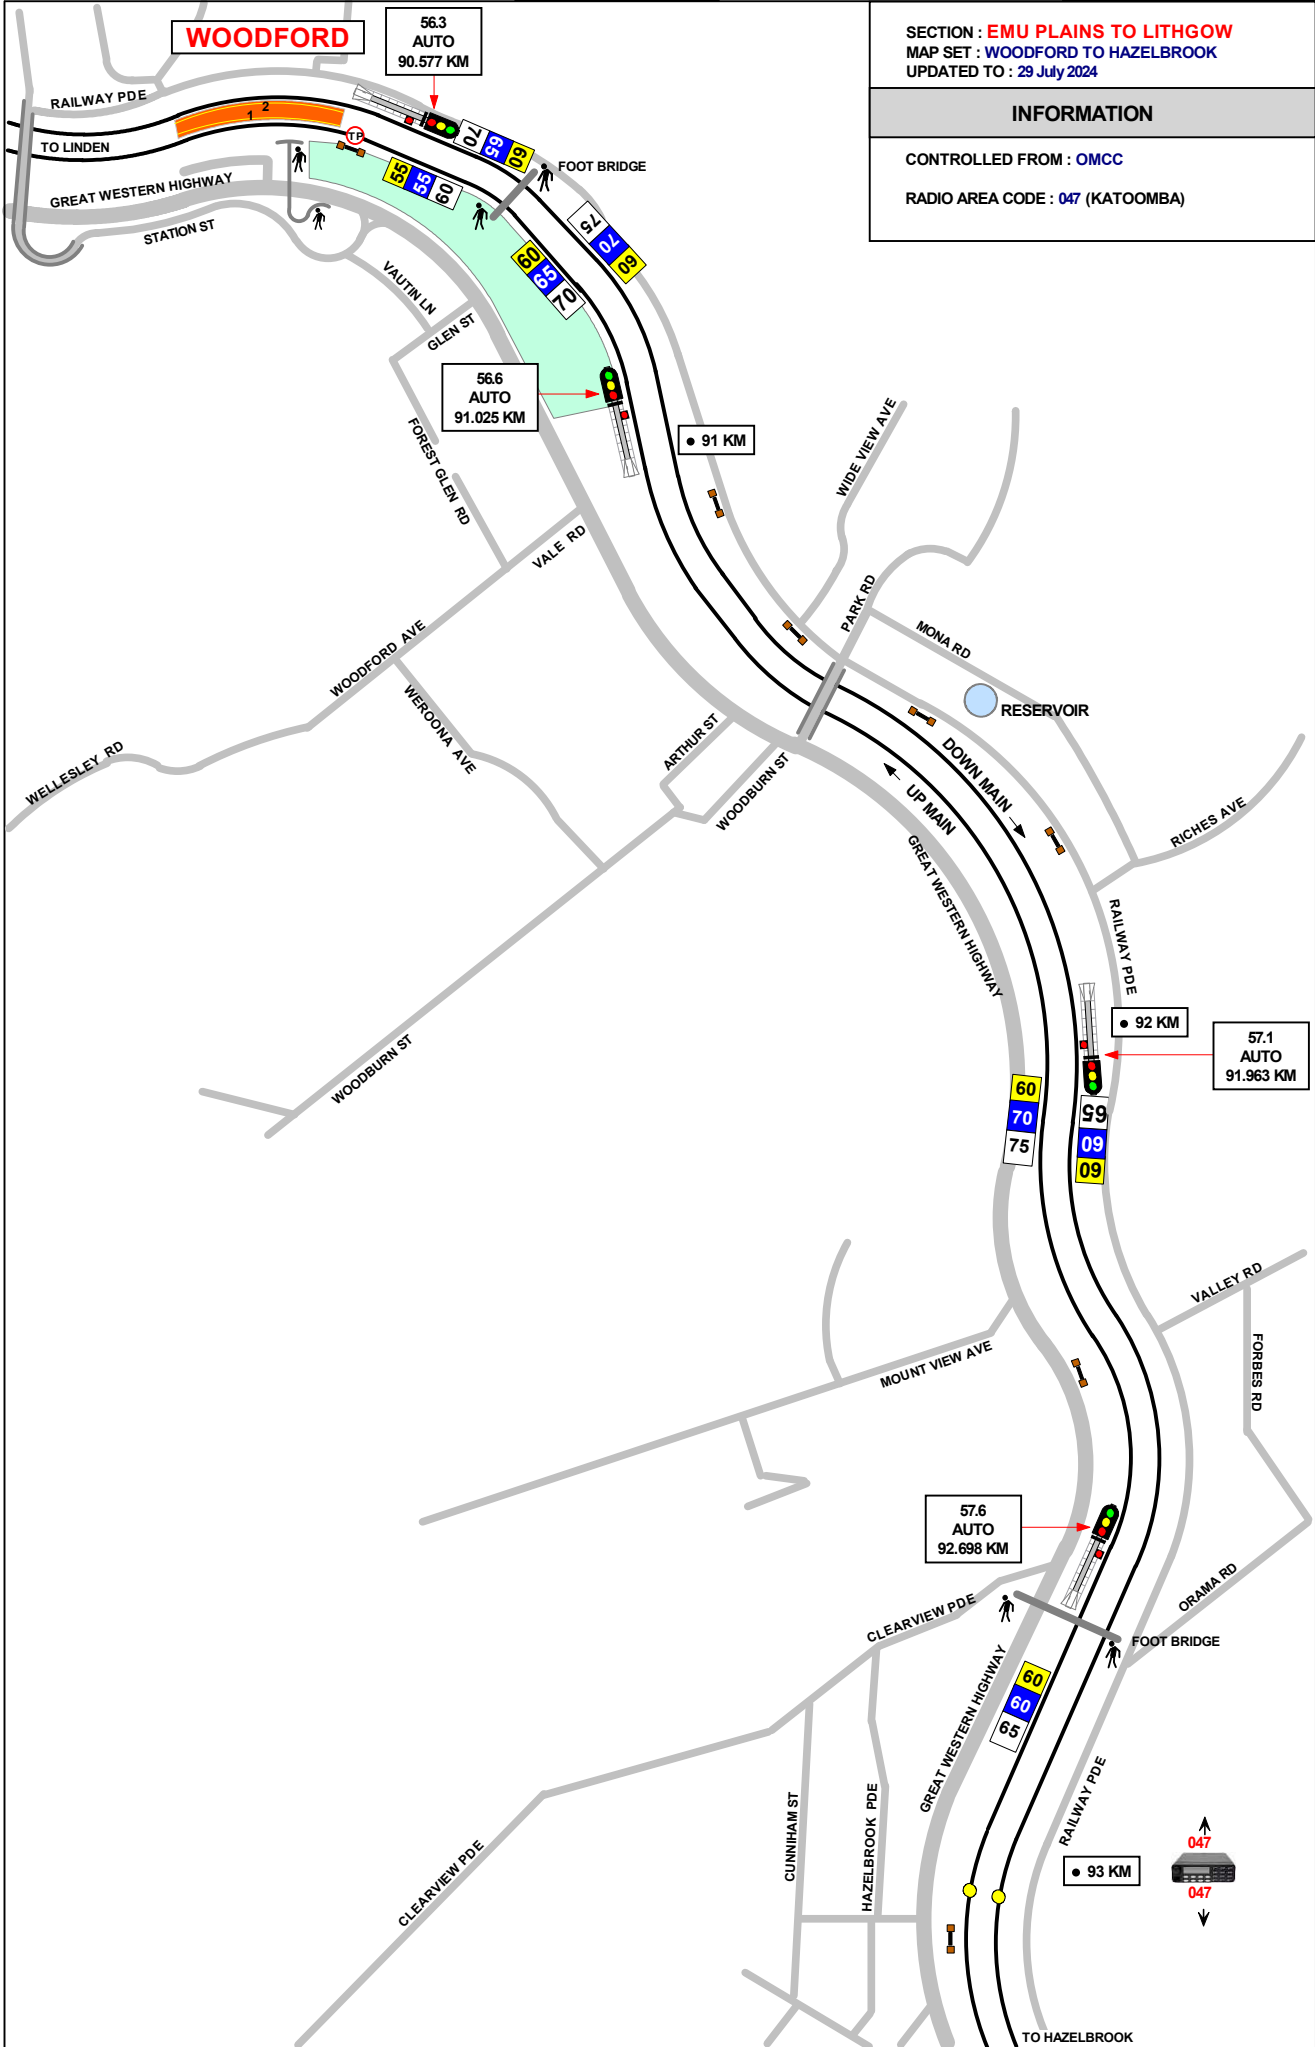 WOODFORD
56.3
AUTO
90.577 KM
SECTION : EMU PLAINS TO LITHGOW
MAP SET : WOODFORD TO HAZELBROOK
UPDATED TO : 29 July 2024
INFORMATION
CONTROLLED FROM : OMCC
RADIO AREA CODE : 047 (KATOOMBA)
RAILWAY PDE
2
1
TP
TO LINDEN
70
65
60
FOOT BRIDGE
55
55
60
GREAT WESTERN HIGHWAY
STATION ST
75
70
60
60
65
70
VAUTIN LN
GLEN ST
56.6
AUTO
91.025 KM
91 KM
FOREST GLEN RD
WIDE VIEW AVE
VALE RD
PARK RD
MONA RD
WOODFORD AVE
WEROONA AVE
RESERVOIR
ARTHUR ST
DOWN MAIN
WELLESLEY RD
WOODBURN ST
UP MAIN
RICHES AVE
GREAT WESTERN HIGHWAY
RAILWAY PDE
92 KM
57.1
AUTO
91.963 KM
WOODBURN ST
60
70
75
65
60
60
VALLEY RD
MOUNT VIEW AVE
FORBES RD
57.6
AUTO
92.698 KM
ORAMA RD
CLEARVIEW PDE
FOOT BRIDGE
60
60
65
GREAT WESTERN HIGHWAY
RAILWAY PDE
CUNNIHAM ST
HAZELBROOK PDE
CLEARVIEW PDE
93 KM
047
047
TO HAZELBROOK